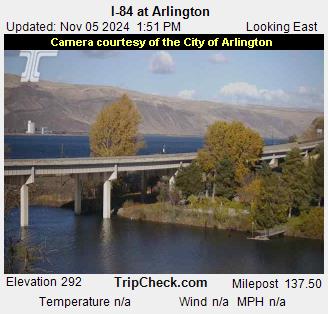 I-84 at Arlington
Updated: Nov 05 2024 1:51 PM Looking East
Camera courtesy of the City of Arlington
Elevation 292 TripCheck.com Milepost 137.50
Temperature n/a Wind n/a MPH n/a